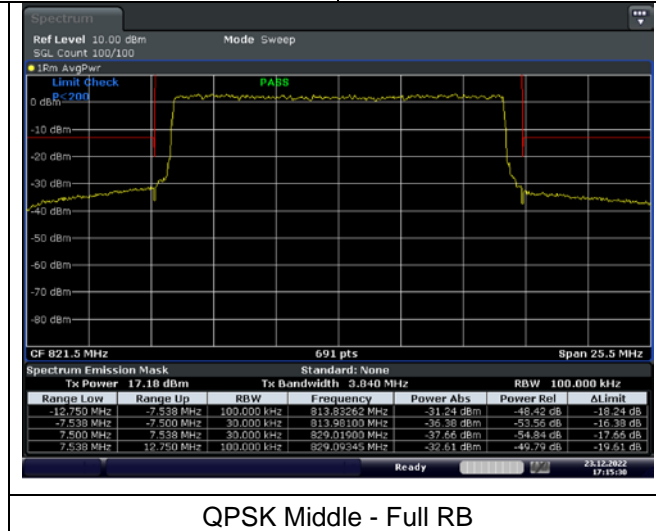 Spectrum
Ref Level 10.00 dBm Mode Sweep
SGL Count 100/100
1Rm AvgPwr
Limit Check PASS
P<200
0 dBm
-10 dBm
-20 dBm
-30 dBm
-40 dBm
-50 dBm
-60 dBm
-70 dBm
-80 dBm
CF 821.5 MHz 691 pts Span 25.5 MHz
Spectrum Emission Mask Standard: None
Tx Power 17.18 dBm Tx Bandwidth 3.840 MHz RBW 100.000 kHz
Range Low Range Up RBW Frequency Power Abs Power Rel ΔLimit
-12.750 MHz -7.538 MHz 100.000 kHz 813.83262 MHz -31.24 dBm -48.42 dB -18.24 dB
-7.538 MHz -7.500 MHz 30.000 kHz 813.98100 MHz -36.38 dBm -53.56 dB -16.38 dB
7.500 MHz 7.538 MHz 30.000 kHz 829.01900 MHz -37.66 dBm -54.84 dB -17.66 dB
7.538 MHz 12.750 MHz 100.000 kHz 829.09345 MHz -32.61 dBm -49.79 dB -19.61 dB
Ready 23.12.2022
17:15:30
QPSK Middle - Full RB